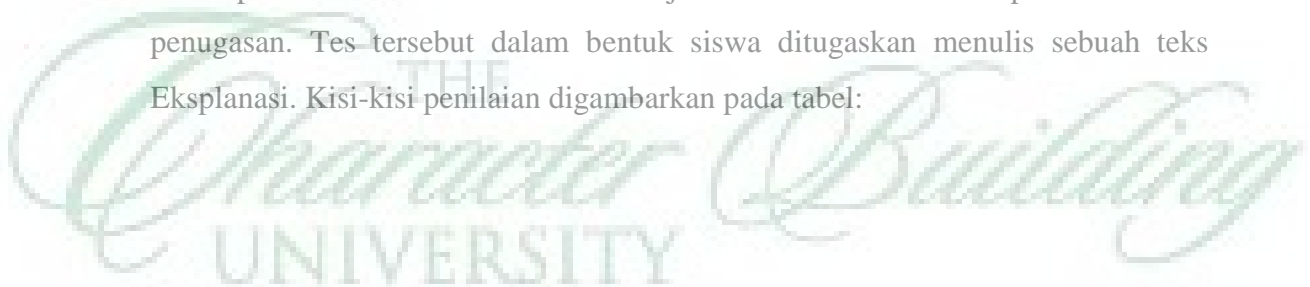 penugasan. Tes tersebut dalam bentuk siswa ditugaskan menulis sebuah teks
THE
Eksplanasi. Kisi-kisi penilaian digambarkan pada tabel:
Character Building
UNIVERSITY